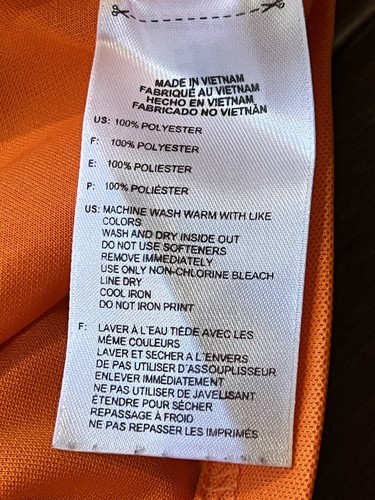 MADE IN VIETNAM
FABRIQUÉ AU VIETNAM
HECHO EN VIETNAM
FABRICADO NO VIETNÃN
US: 100% POLYESTER
F: 100% POLYESTER
E: 100% POLIESTER
P: 100% POLIÉSTER
US: MACHINE WASH WARM WITH LIKE
COLORS
WASH AND DRY INSIDE OUT
DO NOT USE SOFTENERS
REMOVE IMMEDIATELY
USE ONLY NON-CHLORINE BLEACH
LINE DRY
COOL IRON
DO NOT IRON PRINT
F: LAVER À L'EAU TIÈDE AVEC LES
MÊME COULEURS
LAVER ET SECHER A L'ENVERS
DE PAS UTILISER D'ASSOUPLISSEUR
ENLEVER IMMÉDIATEMENT
NE PAS UTILISER DE JAVELISANT
ÉTENDRE POUR SÉCHER
REPASSAGE À FROID
NE PAS REPASSER LES IMPRIMÉS